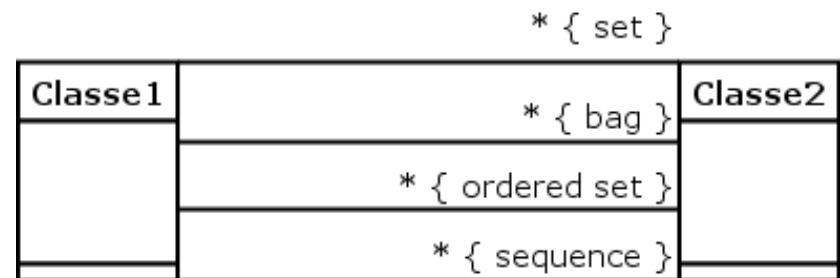 * { set }
Classe1
Classe2
* { bag }
* { ordered set }
* { sequence }